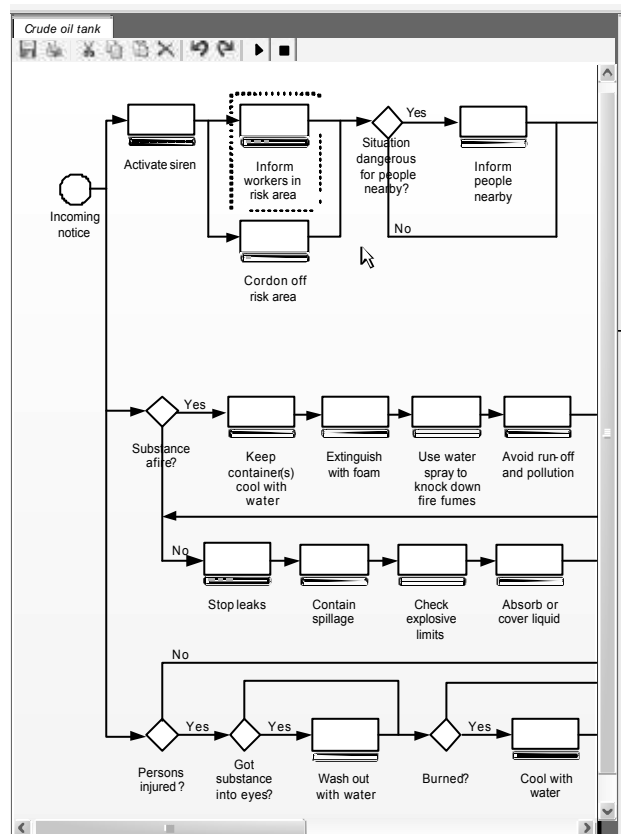 Crude oil tank
Activate siren
Inform
workers in
risk area
Yes
Situation
dangerous
for people
nearby?
Inform
people
nearby
Incoming
notice
No
Cordon off
risk area
Yes
Substance
afire?
Keep
container(s)
cool with
water
Extinguish
with foam
Use water
spray to
knock down
fire fumes
Avoid run-off
and pollution
No
Stop leaks
Contain
spillage
Check
explosive
limits
Absorb or
cover liquid
No
Yes
Yes
Yes
Persons
injured?
Got
substance
into eyes?
Wash out
with water
Burned?
Cool with
water